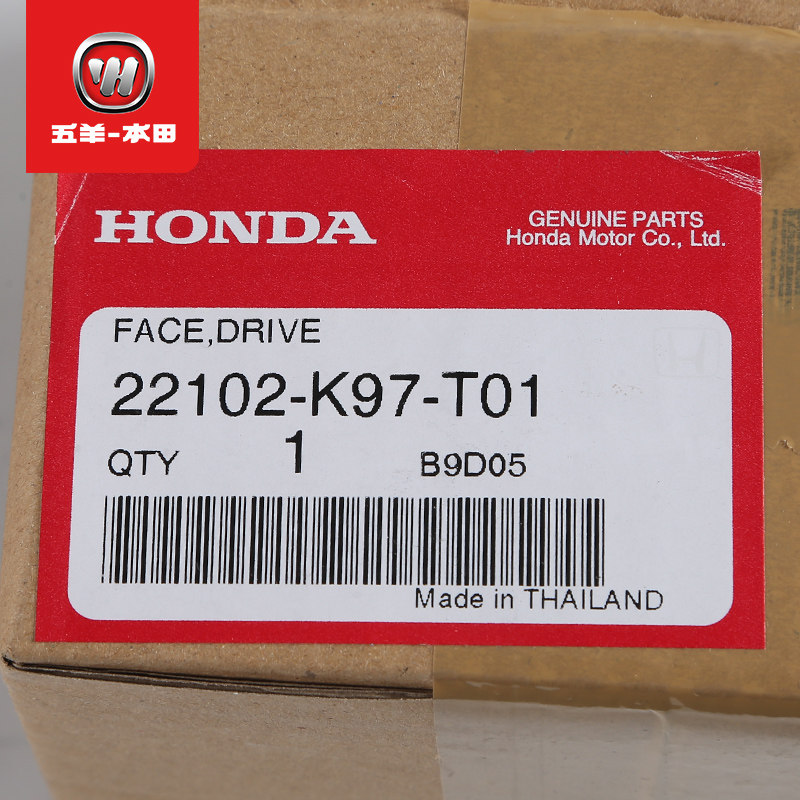 五羊-本田
HONDA
GENUINE PARTS
Honda Motor Co., Ltd.
FACE,DRIVE
22102-K97-T01
QTY 1 B9D05
Made in THAILAND